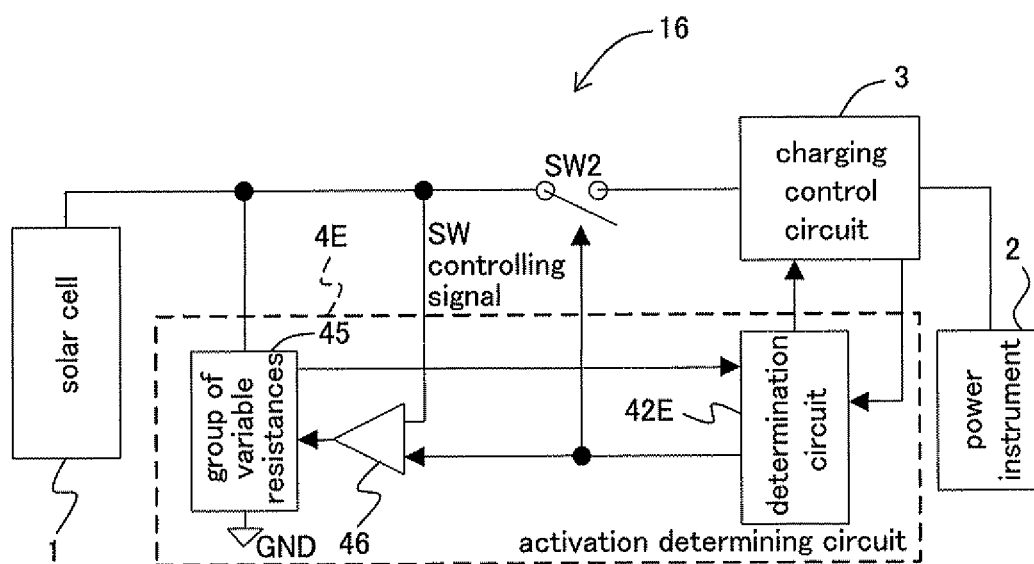 16
3
charging
control
circuit
SW2
4E
SW
controlling
signal
2
solar cell
45
group of
variable
resistances
42E
determination
circuit
power
instrument
1
GND
46
activation determining circuit